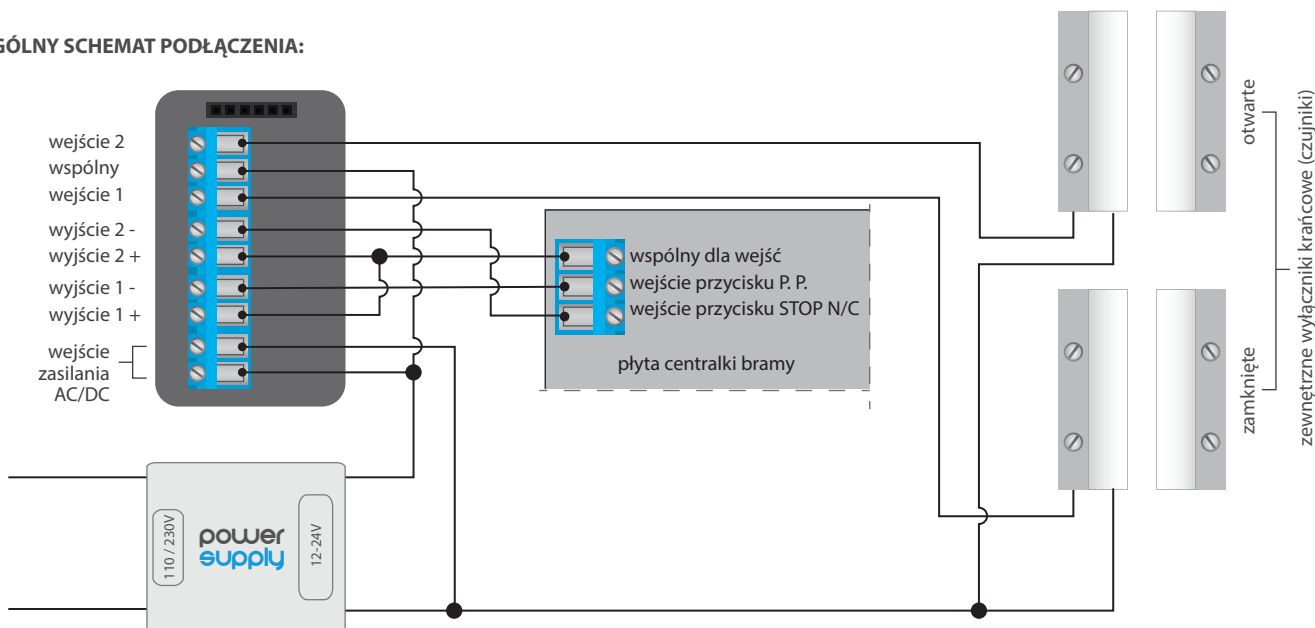 GÓLNY SCHEMAT PODŁĄCZENIA:
wejście 2
wspólny
wejście 1
wyjście 2 -
wyjście 2 +
wyjście 1 -
wyjście 1 +
wejście
zasilania
AC/DC
wspólny dla wejść
wejście przycisku P. P.
wejście przycisku STOP N/C
płyta centralki bramy
otwarte
zamknięte
zewnętrzne wyłączniki krańcowe (czujniki)
110 / 230V
power
supply
12-24V